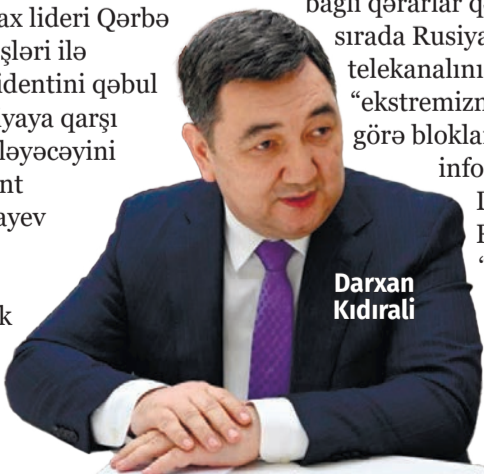 ax lideri Qərbə
şləri ilə
identini qəbul
yaya qarşı
ləyəcəyini
nt
ayev
k
bağlı qərarlar q
sırada Rusiya
telekanalını
“ekstremizm
görə bloklan
info
Darxan
Kıdırali